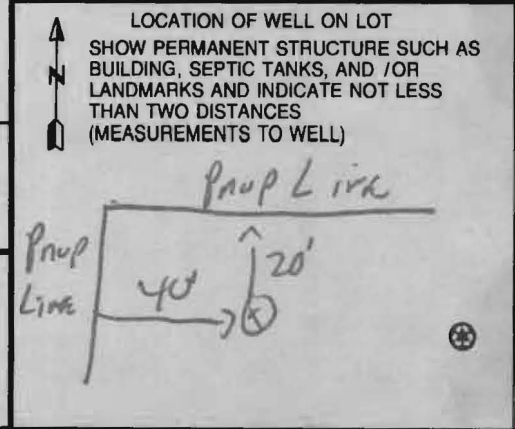 LOCATION OF WELL ON LOT
SHOW PERMANENT STRUCTURE SUCH AS
N BUILDING, SEPTIC TANKS, AND /OR
LANDMARKS AND INDICATE NOT LESS
THAN TWO DISTANCES
(MEASUREMENTS TO WELL)
Prop Line
Prop
Line
20'
40'